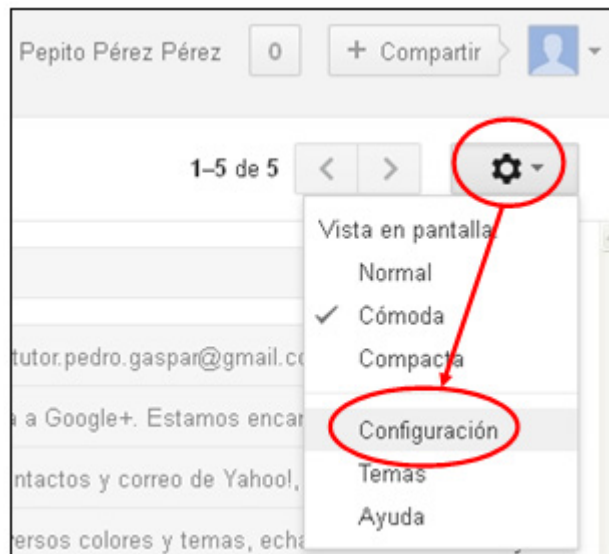 Pepito Pérez Pérez 0 + Compartir
1–5 de 5
Vista en pantalla:
Normal
Cómoda
tutor.pedro.gaspar@gmail.co
Compacta
a a Google+. Estamos encar
Configuración
ntactos y correo de Yahoo!,
Temas
ersos colores y temas, echa
Ayuda